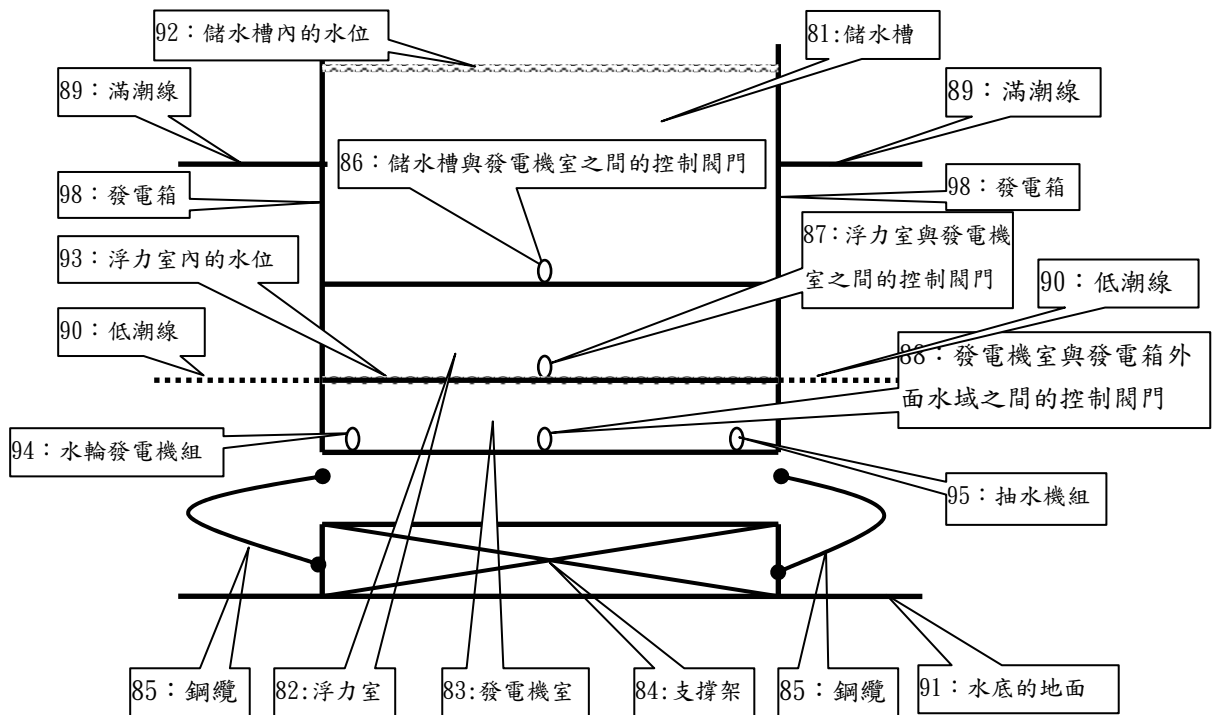 92：儲水槽內的水位
81:儲水槽
89：滿潮線
89：滿潮線
86：儲水槽與發電機室之間的控制閥門
98：發電箱
98：發電箱
87：浮力室與發電機
室之間的控制閥門
93：浮力室內的水位
90：低潮線
90：低潮線
88：發電機室與發電箱外
面水域之間的控制閥門
94：水輪發電機組
95：抽水機組
85：鋼纜
82:浮力室
83:發電機室
84:支撐架
85：鋼纜
91：水底的地面